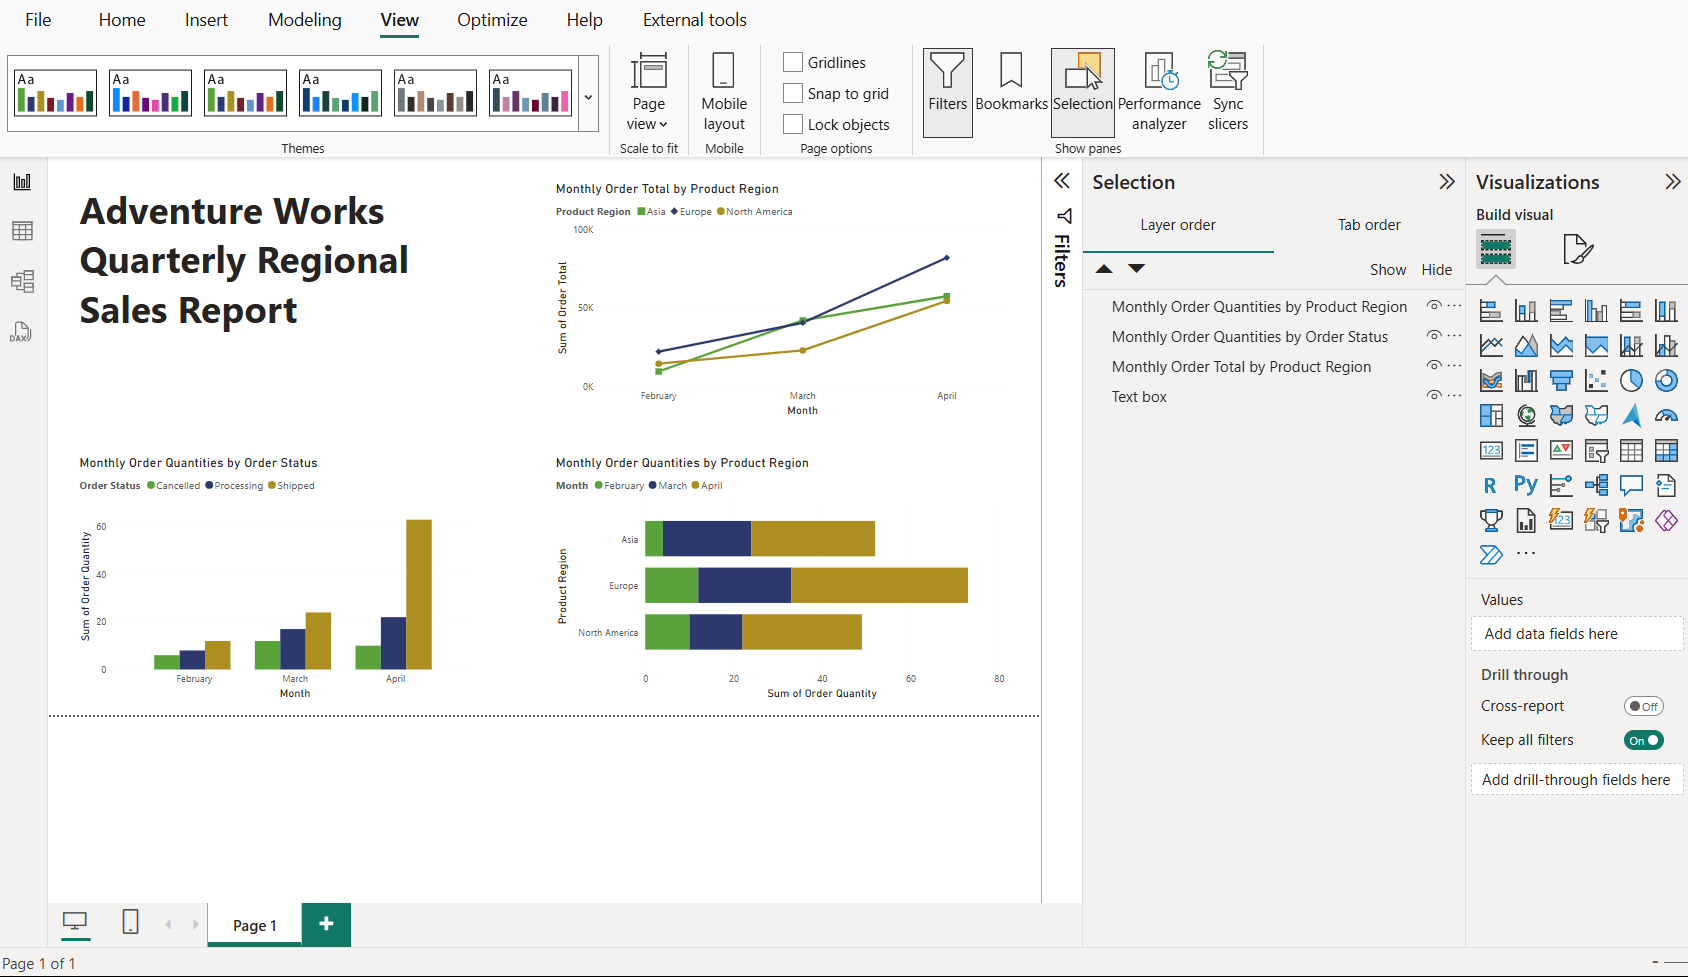 File Home Insert Modeling View Optimize Help External tools
Aa Aa Aa Aa Aa Aa
Themes
Page view
Scale to fit
Mobile layout
Mobile
Gridlines
Snap to grid
Lock objects
Page options
Filters
Bookmarks
Selection
Performance analyzer
Sync slicers
Show panes
DAX
Adventure Works
Quarterly Regional
Sales Report
Monthly Order Total by Product Region
Product Region Asia Europe North America
100K
50K
0K
Sum of Order Total
February March April
Month
Monthly Order Quantities by Order Status
Order Status Cancelled Processing Shipped
60
40
20
0
Sum of Order Quantity
February March April
Month
Monthly Order Quantities by Product Region
Month February March April
Product Region
Asia
Europe
North America
0 20 40 60 80
Sum of Order Quantity
Filters
Selection
Layer order Tab order
Show Hide
Monthly Order Quantities by Product Region
Monthly Order Quantities by Order Status
Monthly Order Total by Product Region
Text box
Visualizations
Build visual
123
R Py
123
Values
Add data fields here
Drill through
Cross-report Off
Keep all filters On
Add drill-through fields here
Page 1
Page 1 of 1